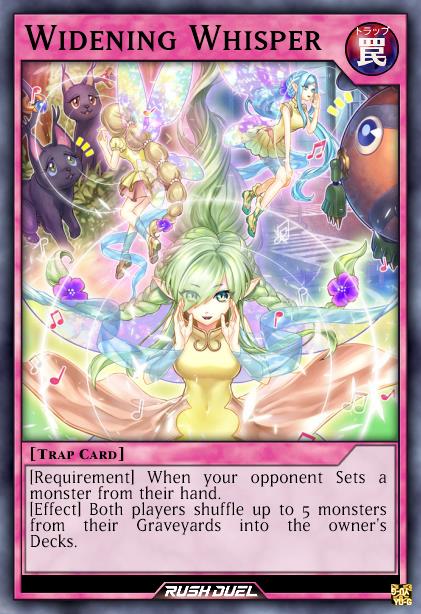 WIDENING WHISPER
トラップ
罠
[TRAP CARD]
[Requirement] When your opponent Sets a
monster from their hand.
[Effect] Both players shuffle up to 5 monsters
from their Graveyards into the owner's
Decks.
RUSH DUEL